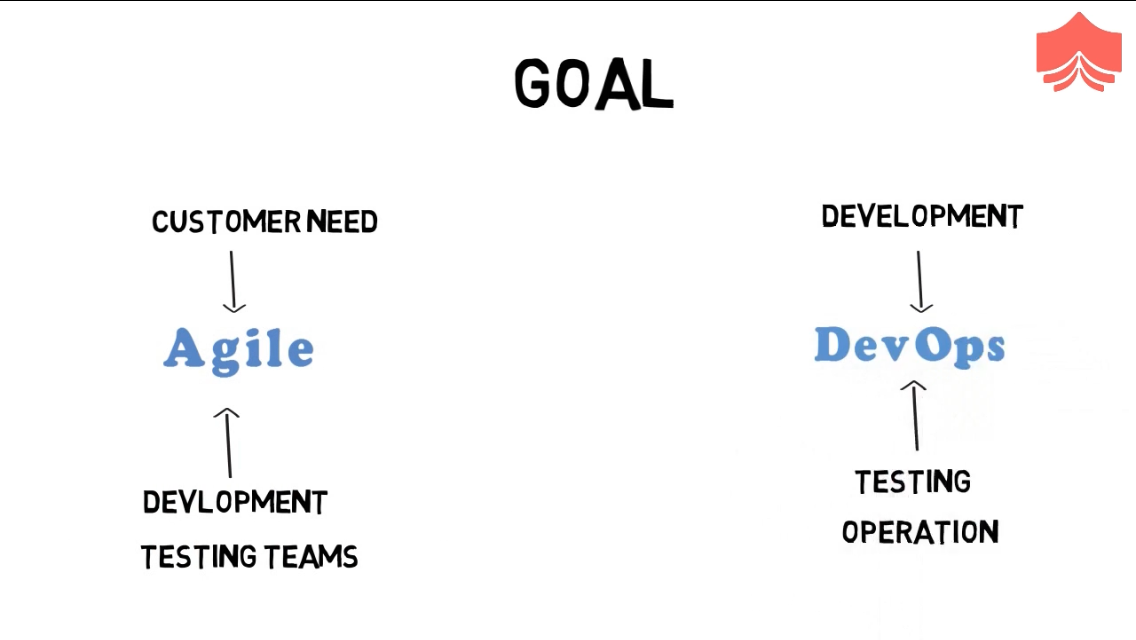 GOAL
CUSTOMER NEED
Agile
DEVLOPMENT
TESTING TEAMS
DEVELOPMENT
DevOps
TESTING
OPERATION